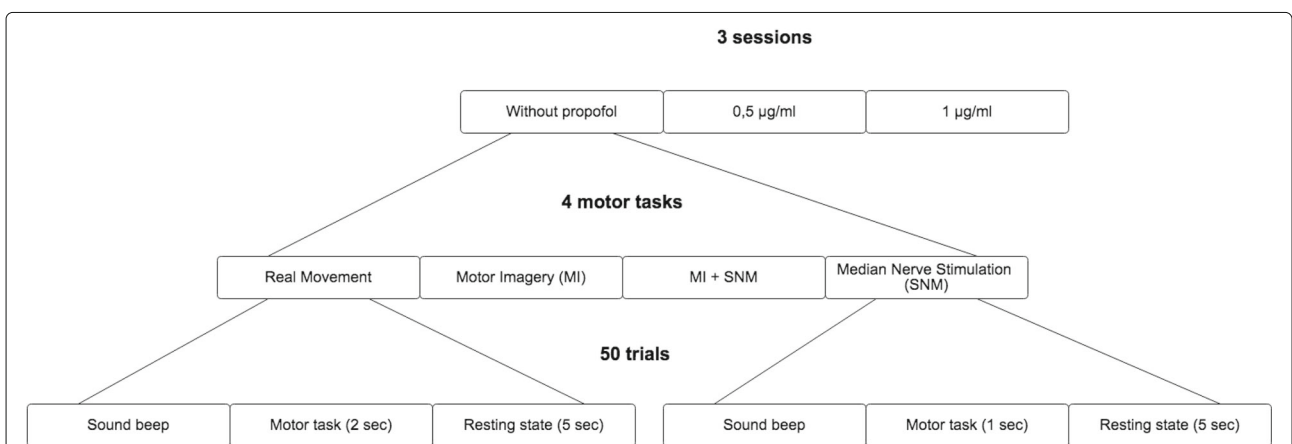 3 sessions
Without propofol
0,5 µg/ml
1 µg/ml
4 motor tasks
Real Movement
Motor Imagery (MI)
MI + SNM
Median Nerve Stimulation
(SNM)
50 trials
Sound beep
Motor task (2 sec)
Resting state (5 sec)
Sound beep
Motor task (1 sec)
Resting state (5 sec)